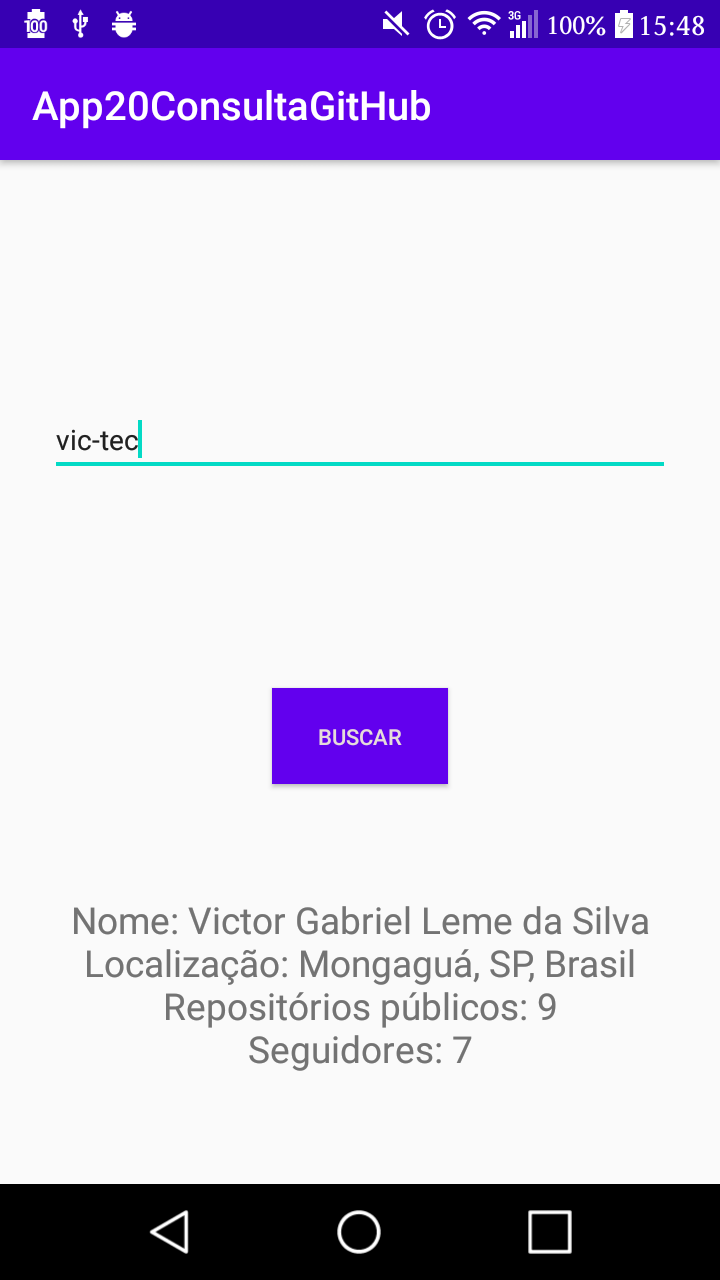 100 3G 100% 15:48
App20ConsultaGitHub
vic-tec
BUSCAR
Nome: Victor Gabriel Leme da Silva
Localização: Mongaguá, SP, Brasil
Repositórios públicos: 9
Seguidores: 7